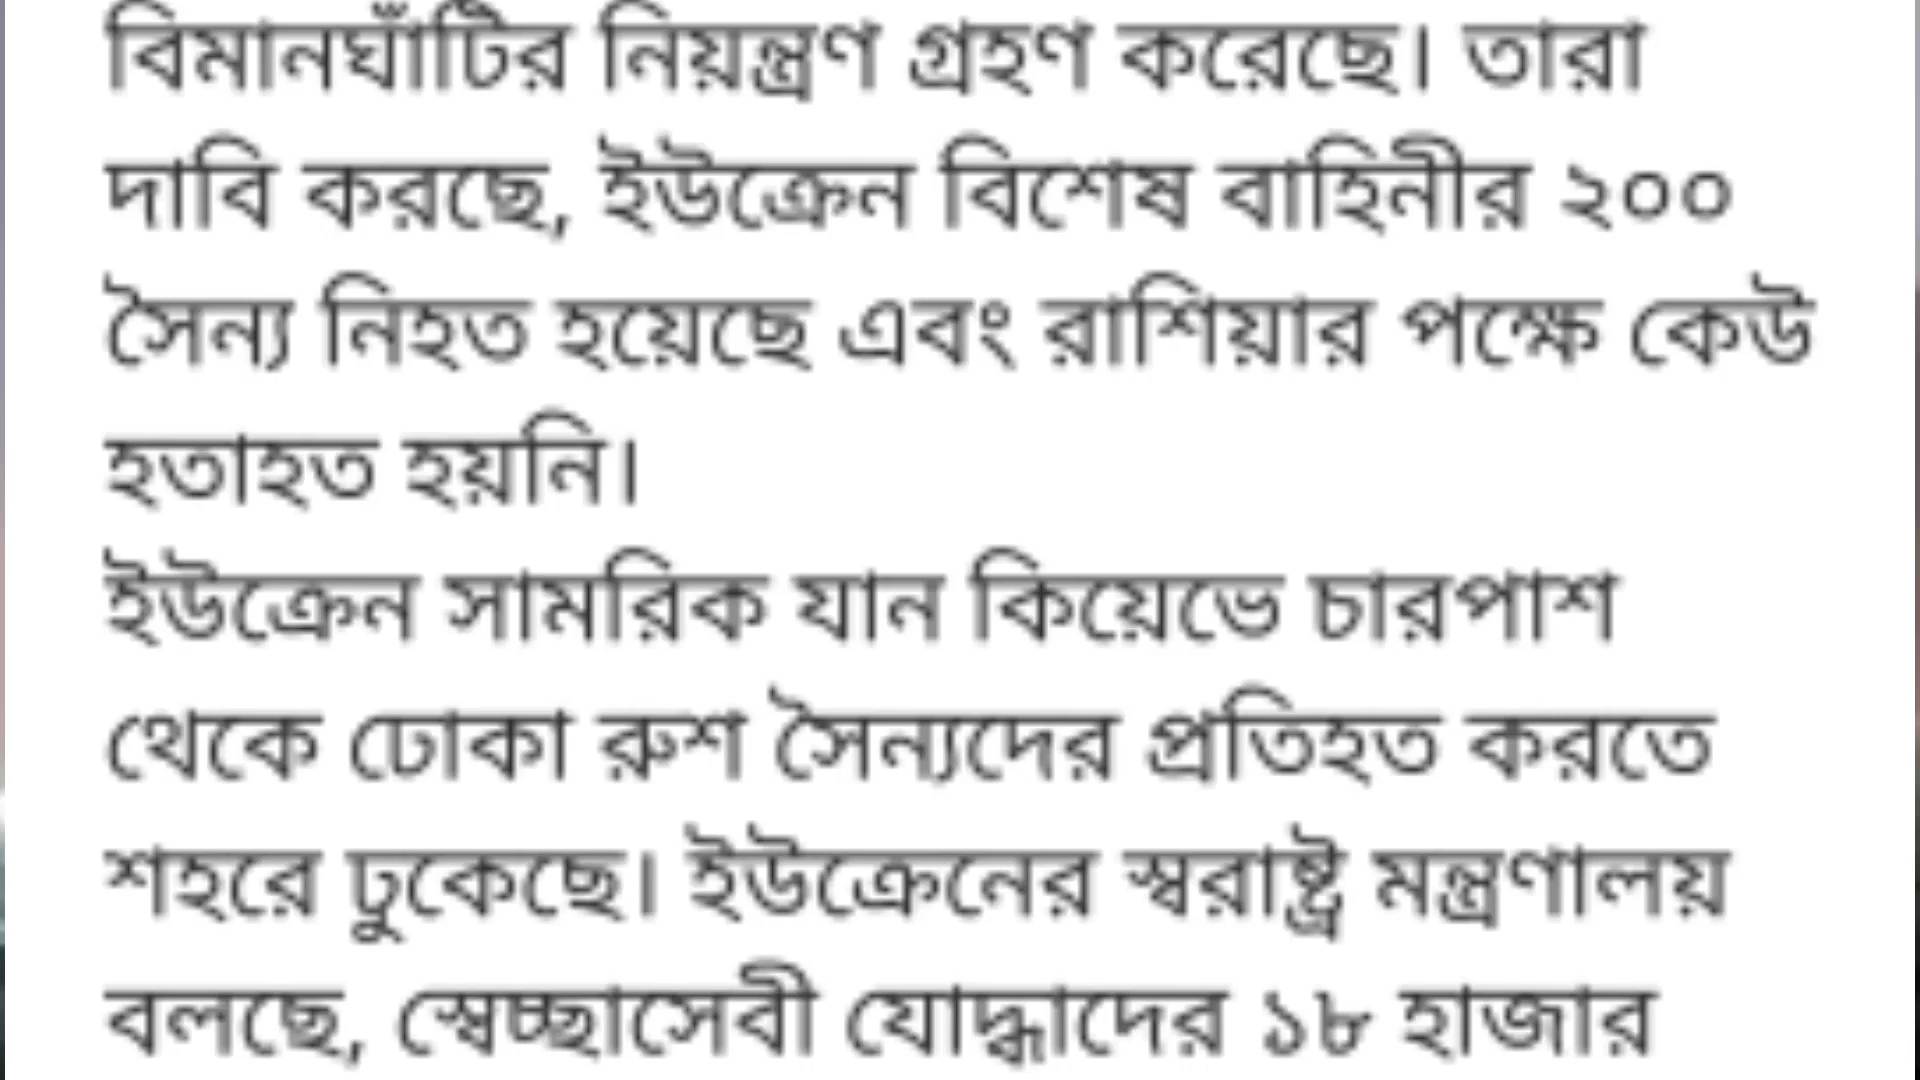 বিমানঘাঁটির নিয়ন্ত্রণ গ্রহণ করেছে। তারা
দাবি করছে, ইউক্রেন বিশেষ বাহিনীর ২০০
সৈন্য নিহত হয়েছে এবং রাশিয়ার পক্ষে কেউ
হতাহত হয়নি।
ইউক্রেন সামরিক যান কিয়েভে চারপাশ
থেকে ঢোকা রুশ সৈন্যদের প্রতিহত করতে
শহরে ঢুকেছে। ইউক্রেনের স্বরাষ্ট্র মন্ত্রণালয়
বলছে, স্বেচ্ছাসেবী যোদ্ধাদের ১৮ হাজার